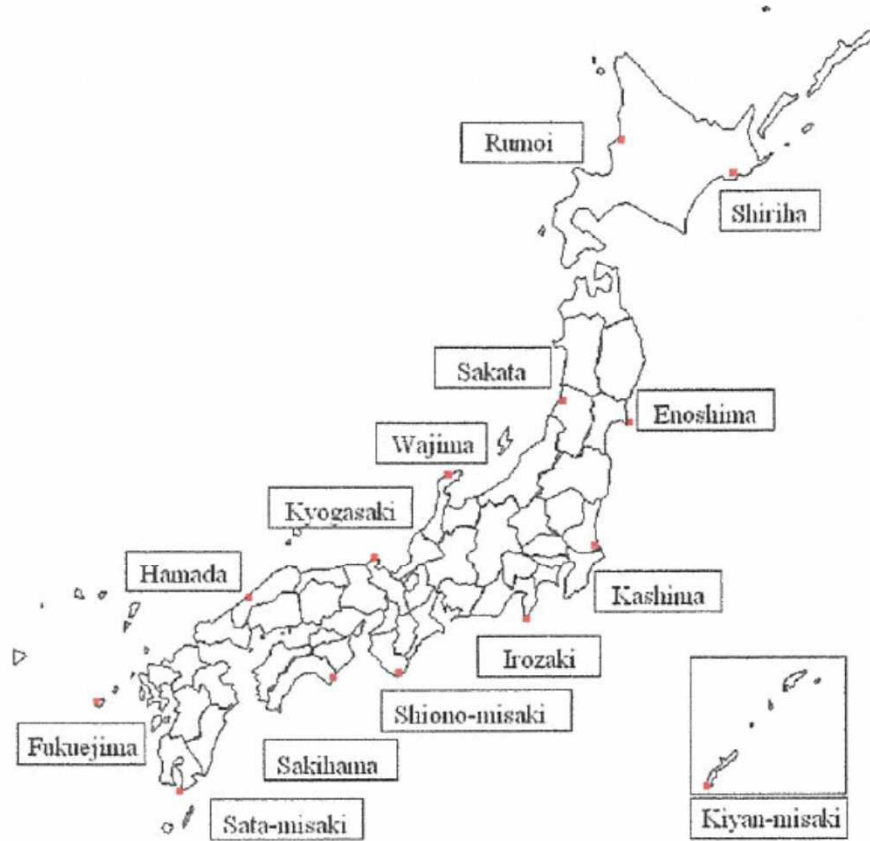 Rumoi
Shiriha
Sakata
Enoshima
Wajima
Kyogasaki
Hamada
Kashima
Irozaki
Shiono-misaki
Fukuejima
Sakihama
Sata-misaki
Kiyan-misaki